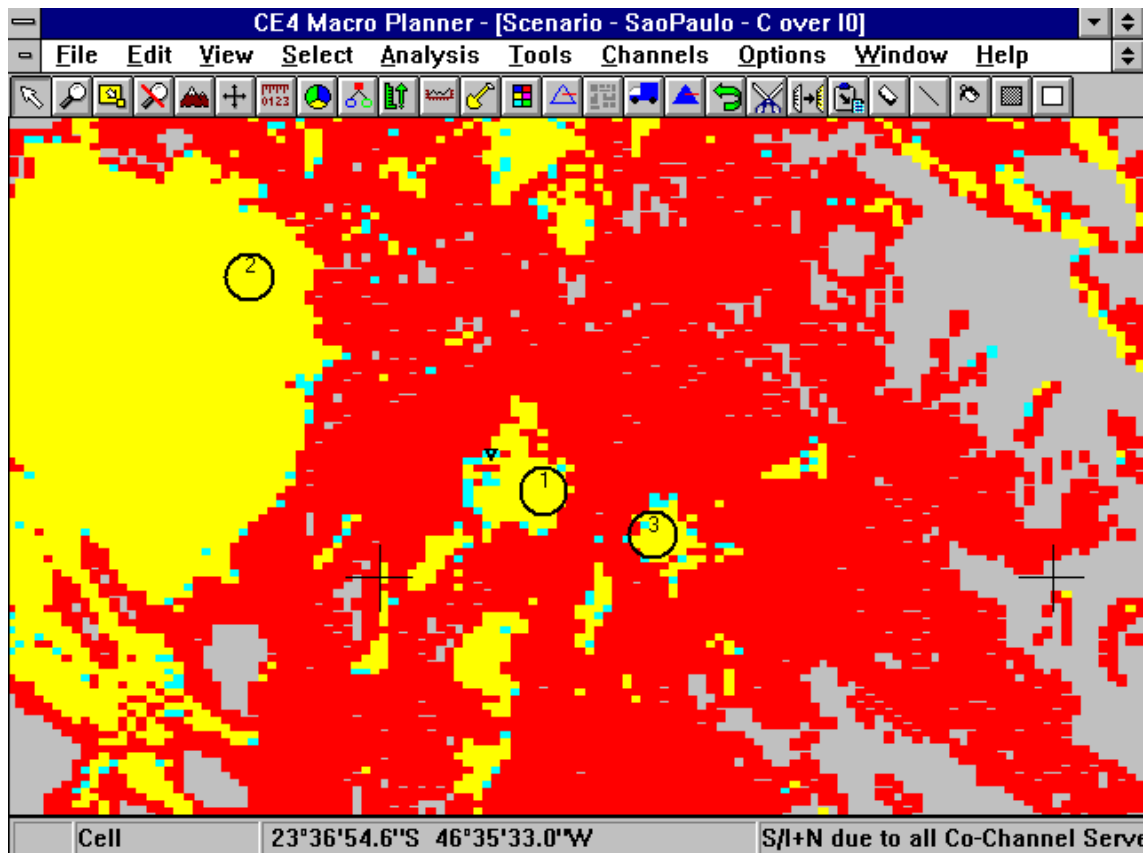 CE4 Macro Planner - [Scenario - SaoPaulo - C over I0]
File Edit View Select Analysis Tools Channels Options Window Help
0123
2
1
3
Cell 23°36'54.6"S 46°35'33.0"W S/I+N due to all Co-Channel Serve